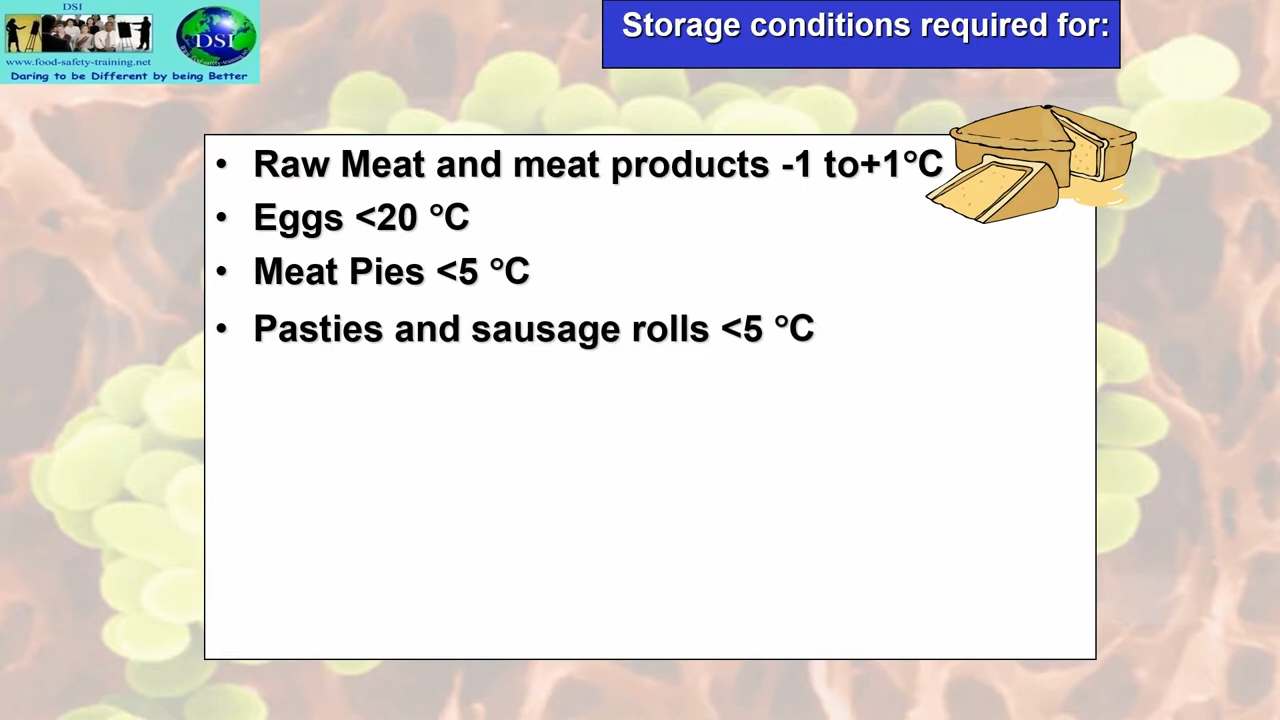 DSI
DSI
www.food-safety-training.net
Daring to be Different by being Better
Storage conditions required for:
• Raw Meat and meat products -1 to+1°C
• Eggs <20 °C
• Meat Pies <5 °C
• Pasties and sausage rolls <5 °C